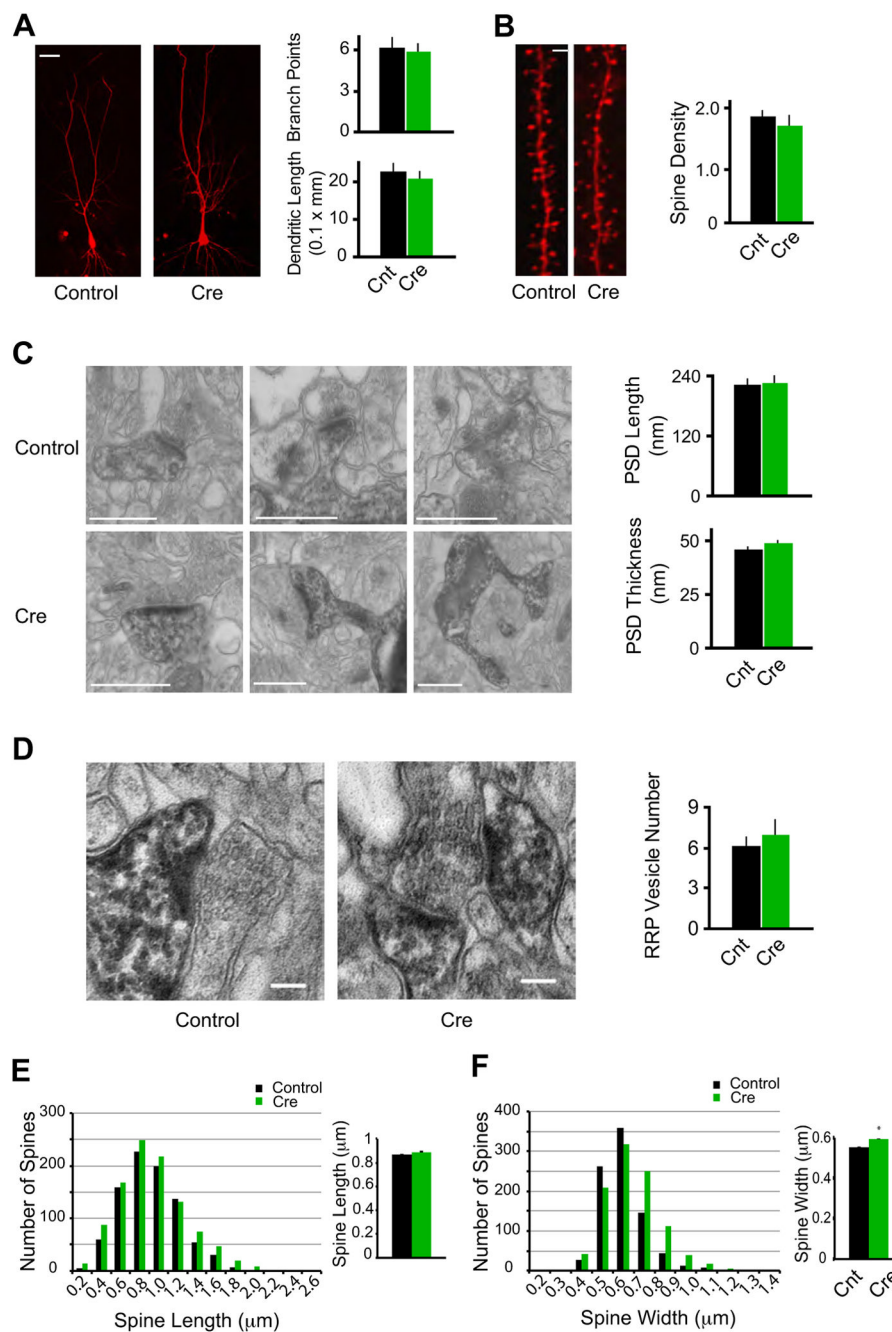 A
Control
Cre
Branch Points
6
3
0
Dendritic Length
(0.1 x mm)
20
10
0
Cnt
Cre
B
Control
Cre
Spine Density
2.0
1.0
0
Cnt
Cre
C
Control
Cre
PSD Length
(nm)
240
120
0
PSD Thickness
(nm)
50
25
0
Cnt
Cre
D
Control
Cre
RRP Vesicle Number
9
6
3
0
Cnt
Cre
E
Control
Cre
Number of Spines
300
200
100
0
0.2
0.4
0.6
0.8
1.0
1.2
1.4
1.6
1.8
2.0
2.2
2.4
2.6
Spine Length (μm)
Spine Length (μm)
1
0.8
0.6
0.4
0.2
0
F
Control
Cre
Number of Spines
400
300
200
100
0
0.2
0.3
0.4
0.5
0.6
0.7
0.8
0.9
1.0
1.1
1.2
1.3
1.4
Spine Width (μm)
Spine Width (μm)
0.6
0.4
0.2
0
*
Cnt
Cre